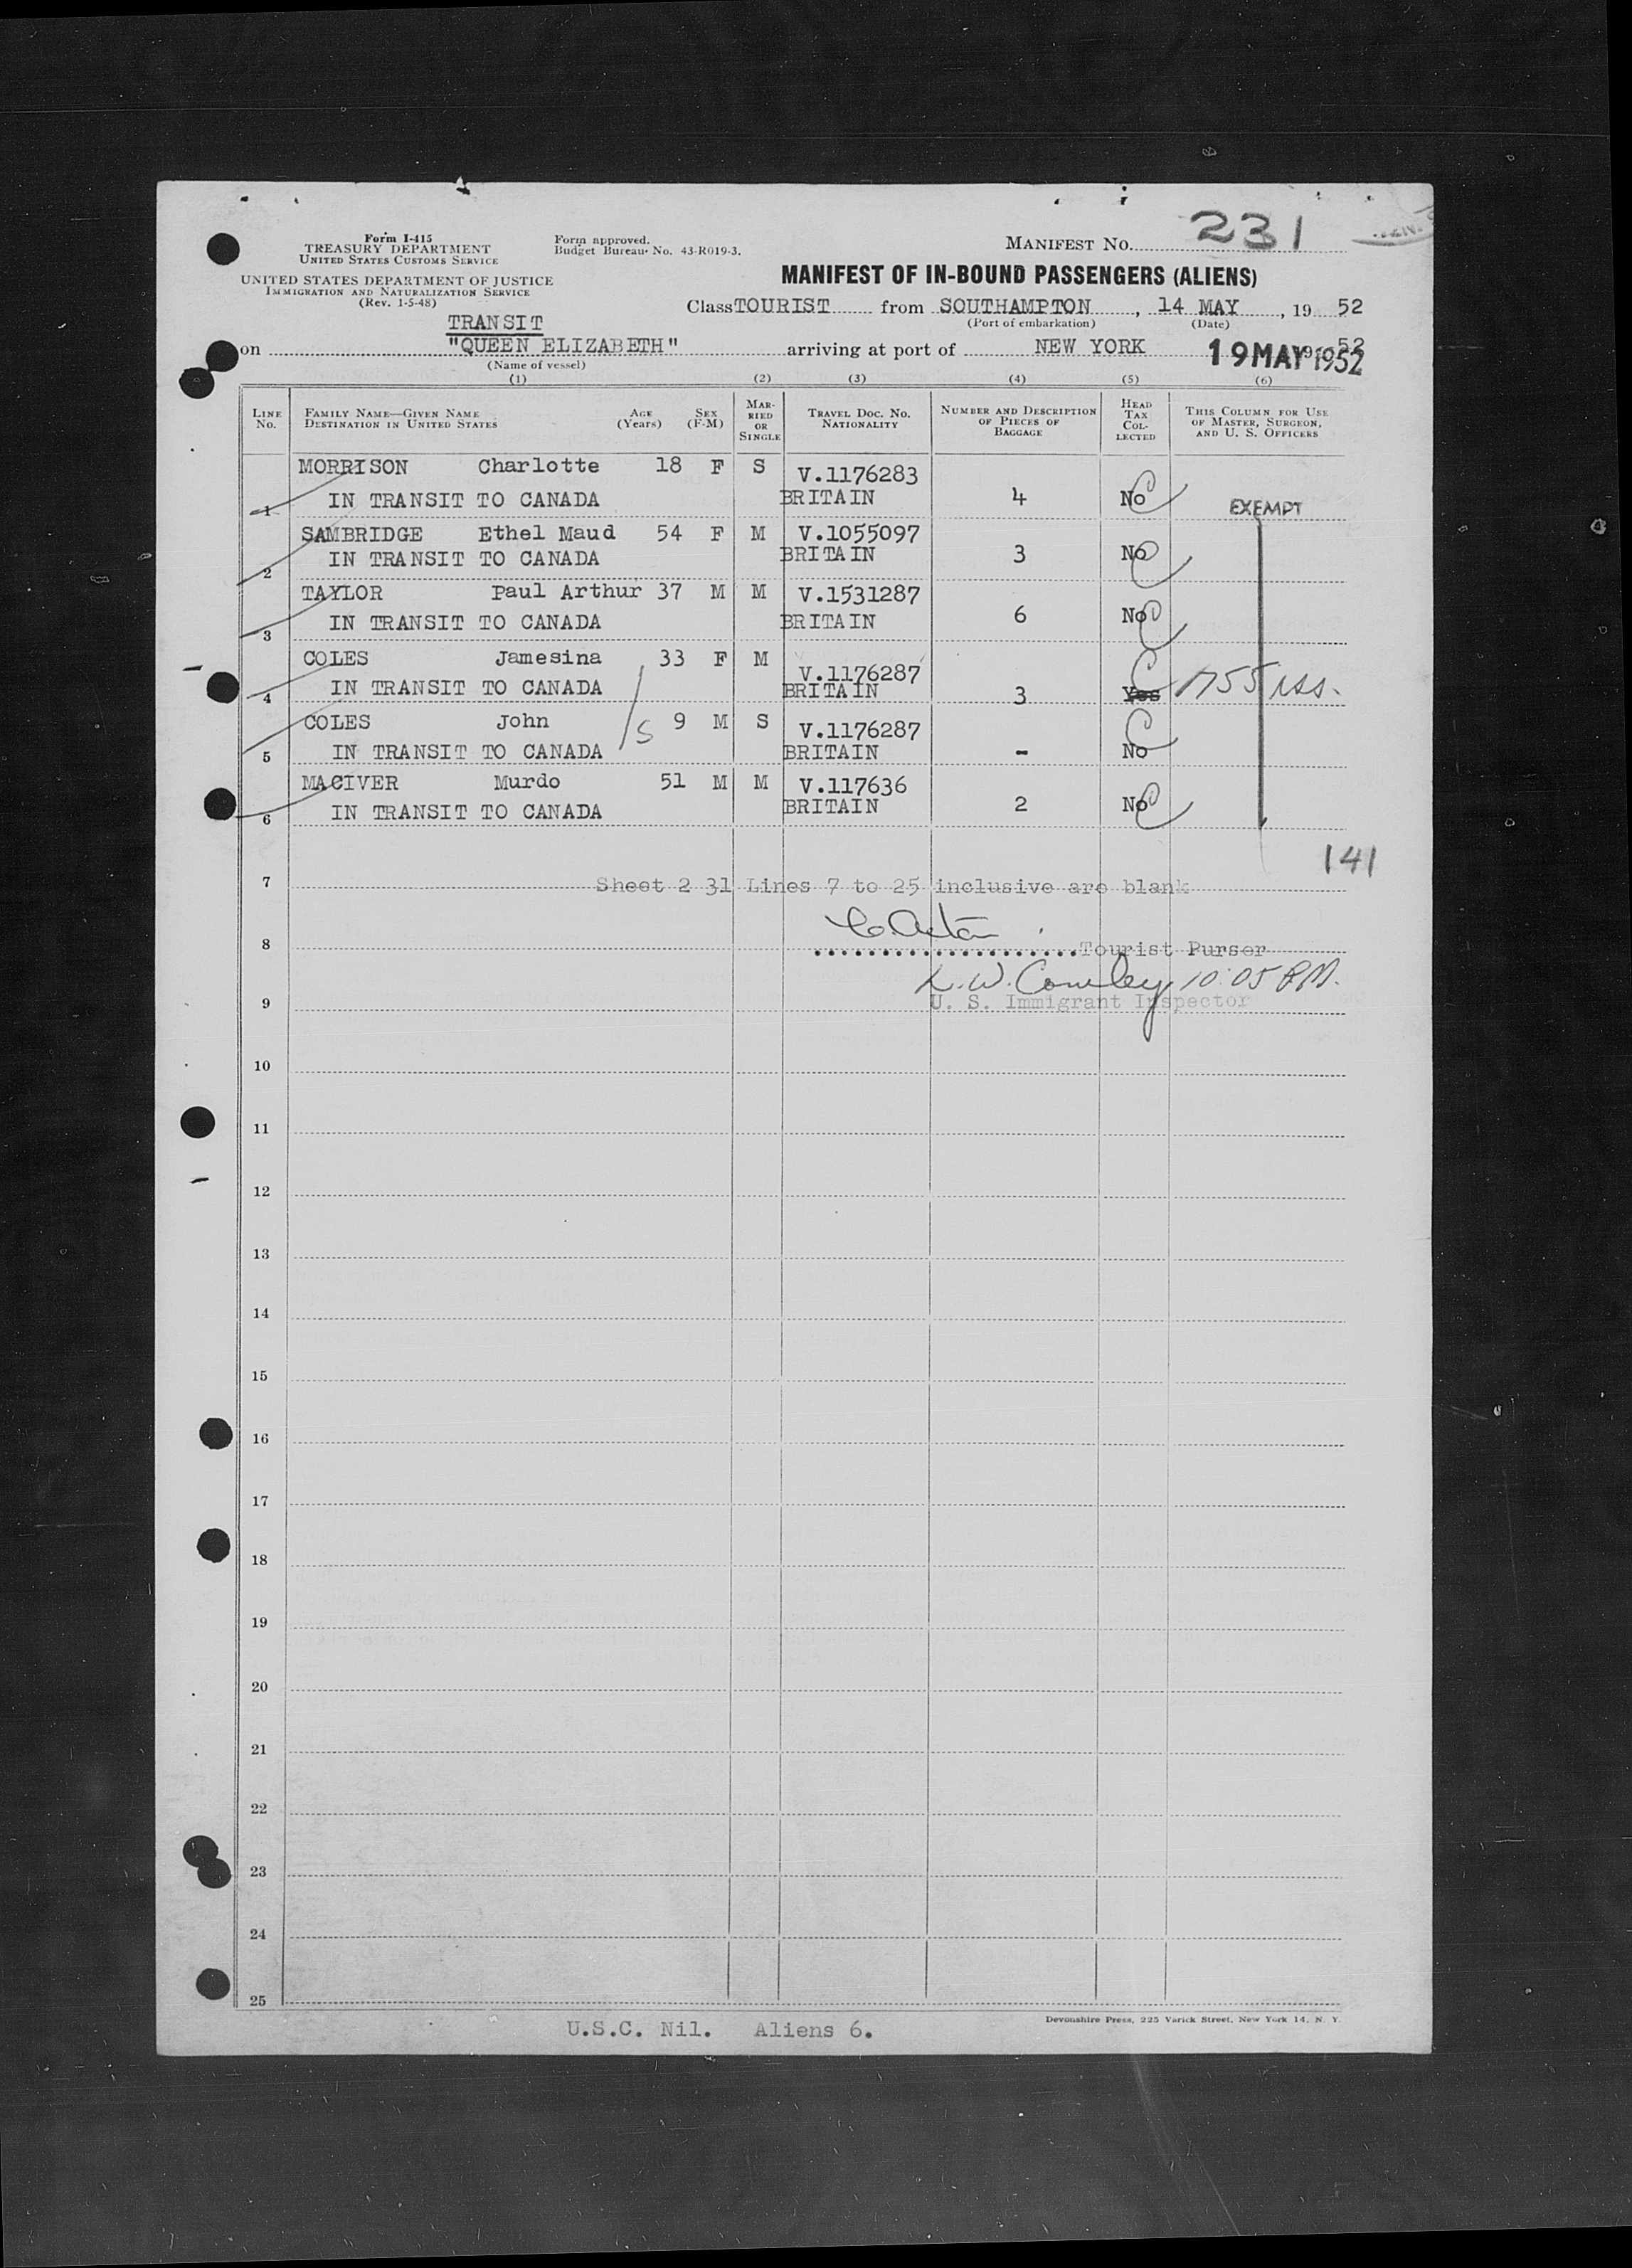 Form I-415
TREASURY DEPARTMENT
UNITED STATES CUSTOMS SERVICE
Form approved.
Budget Bureau No. 43-R019-3.
MANIFEST No. 231
UNITED STATES DEPARTMENT OF JUSTICE
IMMIGRATION AND NATURALIZATION SERVICE
(Rev. 1-5-48)
MANIFEST OF IN-BOUND PASSENGERS (ALIENS)
Class TOURIST from SOUTHAMPTON, 14 MAY, 19 52
(Port of embarkation) (Date)
TRANSIT
on "QUEEN ELIZABETH" arriving at port of NEW YORK 19 MAY 1952
(Name of vessel)
(1) (2) (3) (4) (5) (6)
LINE No. FAMILY NAME—GIVEN NAME DESTINATION IN UNITED STATES AGE (Years) SEX (F-M) MARRIED OR SINGLE TRAVEL DOC. NO. NATIONALITY NUMBER AND DESCRIPTION OF PIECES OF BAGGAGE HEAD TAX COLLECTED THIS COLUMN FOR USE OF MASTER, SURGEON, AND U. S. OFFICERS
MORRISON Charlotte 18 F S V.1176283
1 IN TRANSIT TO CANADA BRITAIN 4 No EXEMPT
SAMBRIDGE Ethel Maud 54 F M V.1055097
2 IN TRANSIT TO CANADA BRITAIN 3 No
TAYLOR Paul Arthur 37 M M V.1531287
3 IN TRANSIT TO CANADA BRITAIN 6 No
COLES Jamesina 33 F M V.1176287
4 IN TRANSIT TO CANADA BRITAIN 3 Yes
COLES John 9 M S V.1176287
5 IN TRANSIT TO CANADA BRITAIN - No
MACIVER Murdo 51 M M V.117636
6 IN TRANSIT TO CANADA BRITAIN 2 No
141
7 Sheet 2 31 Lines 7 to 25 inclusive are blank
8 Tourist Purser
10:05 P.M.
9 U. S. Immigrant Inspector
10
11
12
13
14
15
16
17
18
19
20
21
22
23
24
25
U.S.C. Nil. Aliens 6.
Devonshire Press, 225 Varick Street, New York 14, N. Y.